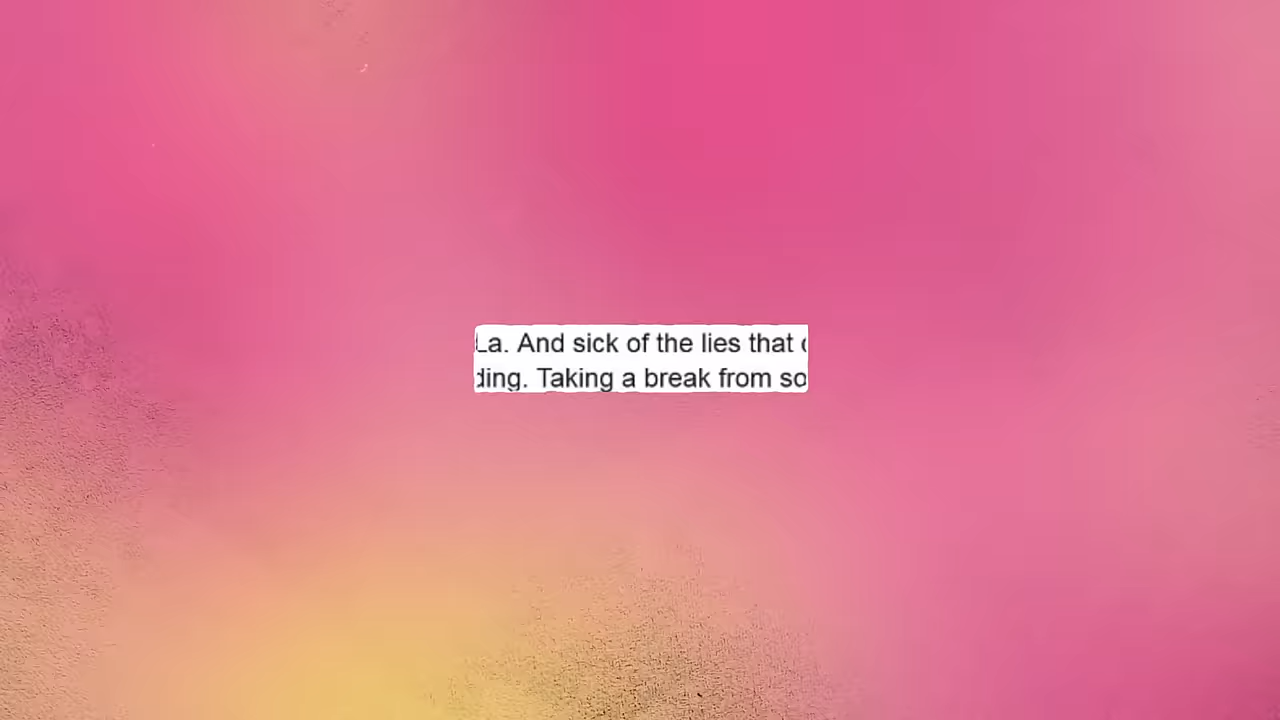 La. And sick of the lies that
ding. Taking a break from so